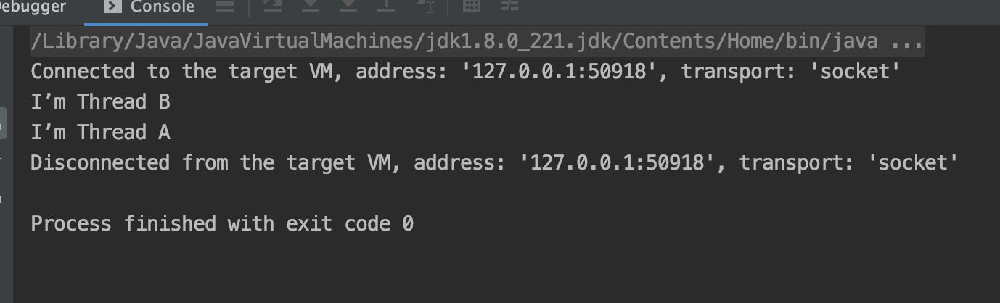 ebugger Console
/Library/Java/JavaVirtualMachines/jdk1.8.0_221.jdk/Contents/Home/bin/java ...
Connected to the target VM, address: '127.0.0.1:50918', transport: 'socket'
I’m Thread B
I’m Thread A
Disconnected from the target VM, address: '127.0.0.1:50918', transport: 'socket'
Process finished with exit code 0